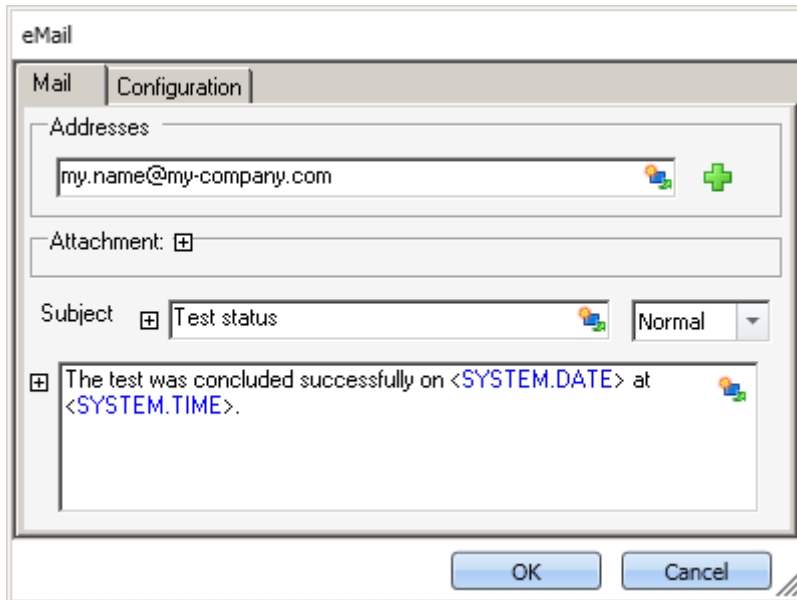 eMail
Mail Configuration
Addresses
my.name@my-company.com
Attachment:
Subject Test status Normal
The test was concluded successfully on <SYSTEM.DATE> at
<SYSTEM.TIME>.
OK Cancel